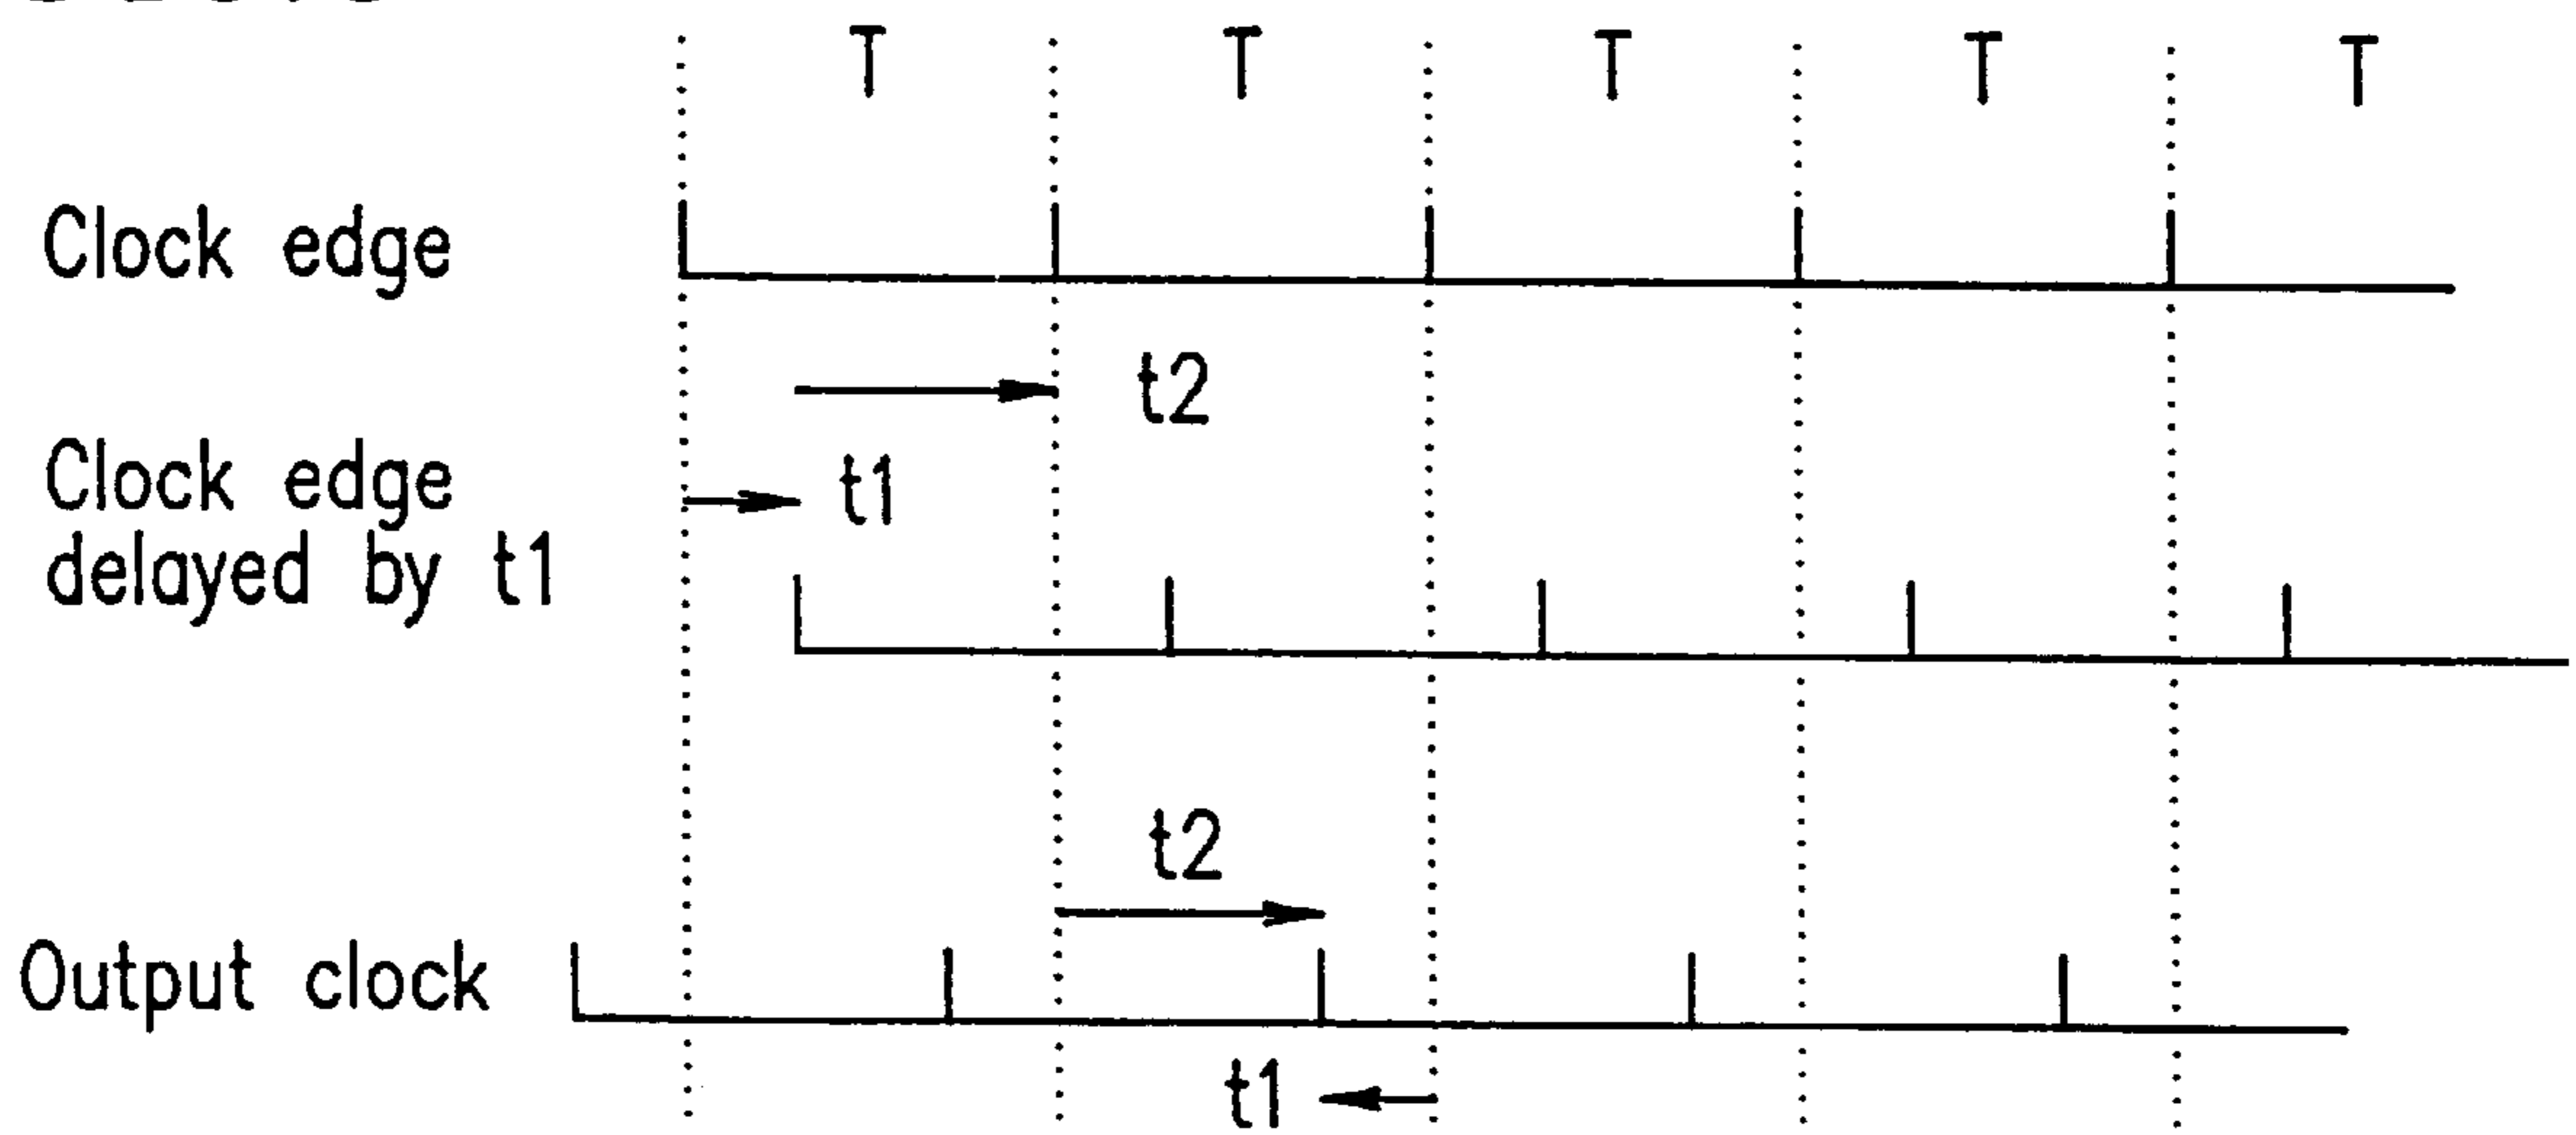 T T T T T
Clock edge
t2
Clock edge
t1
delayed by t1
t2
Output clock
t1